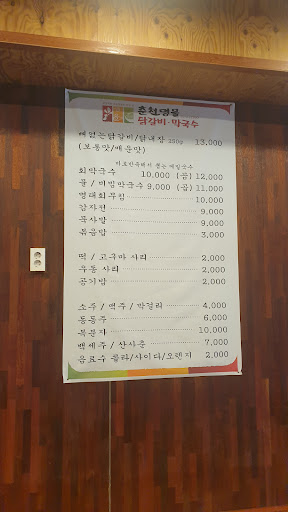 춘천명물
닭갈비·막국수
뼈없는닭갈비/닭내장 250g 13,000
(보통맛/매운맛)
회막국수 10,000 (곱) 12,000
물/비빔막국수 9,000 (곱) 11,000
명태회무침 10,000
감자전 9,000
묵사발 9,000
볶음밥 3,000
떡/고구마 사리 2,000
우동 사리 2,000
공기밥 2,000
소주/맥주/막걸리 4,000
동동주 6,000
복분자 10,000
백세주/산사춘 7,000
음료수 콜라/사이다/오렌지 2,000